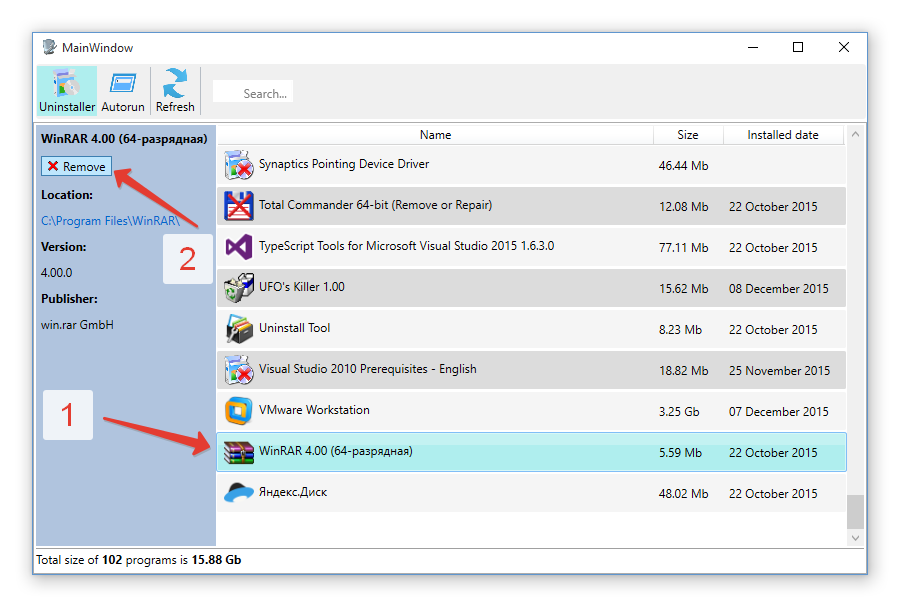 MainWindow
Uninstaller Autorun Refresh Search...
WinRAR 4.00 (64-разрядная)
Remove
Location:
C:\Program Files\WinRAR\
Version:
4.00.0
Publisher:
win.rar GmbH
1
2
Name Size Installed date
Synaptics Pointing Device Driver 46.44 Mb
Total Commander 64-bit (Remove or Repair) 12.08 Mb 22 October 2015
TypeScript Tools for Microsoft Visual Studio 2015 1.6.3.0 77.11 Mb 22 October 2015
UFO's Killer 1.00 15.62 Mb 08 December 2015
Uninstall Tool 8.23 Mb 22 October 2015
Visual Studio 2010 Prerequisites - English 18.82 Mb 25 November 2015
VMware Workstation 3.25 Gb 07 December 2015
WinRAR 4.00 (64-разрядная) 5.59 Mb 22 October 2015
Яндекс.Диск 48.02 Mb 22 October 2015
Total size of 102 programs is 15.88 Gb